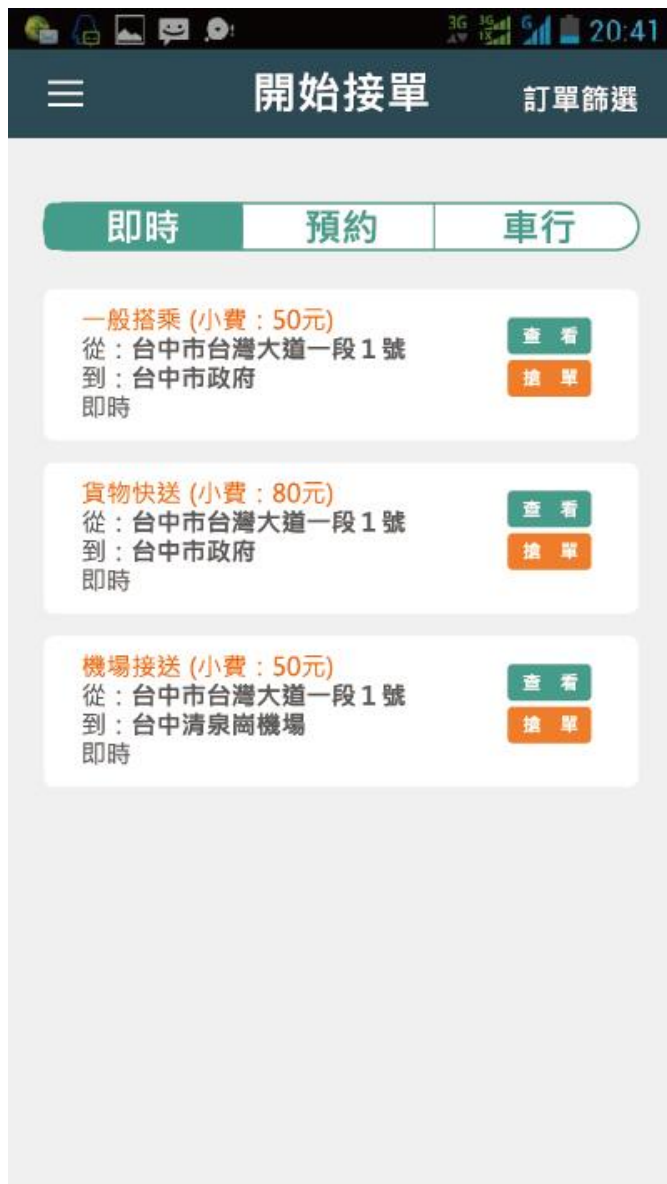 3G 3G 1X G 20:41
開始接單 訂單篩選
即時 預約 車行
一般搭乘 (小費：50元)
從：台中市台灣大道一段１號
到：台中市政府
即時
查看
搶單
貨物快送 (小費：80元)
從：台中市台灣大道一段１號
到：台中市政府
即時
查看
搶單
機場接送 (小費：50元)
從：台中市台灣大道一段１號
到：台中清泉崗機場
即時
查看
搶單